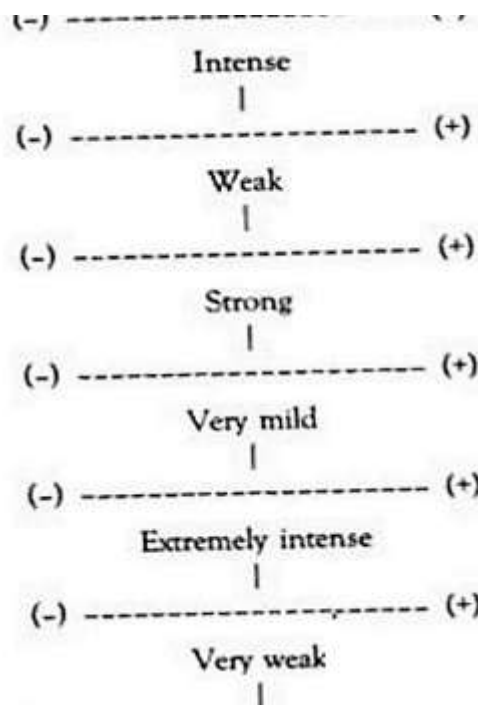 (-) -------------------- (+)
Intense
|
(-) -------------------- (+)
Weak
|
(-) -------------------- (+)
Strong
|
(-) -------------------- (+)
Very mild
|
(-) -------------------- (+)
Extremely intense
|
(-) -------------------- (+)
Very weak
|